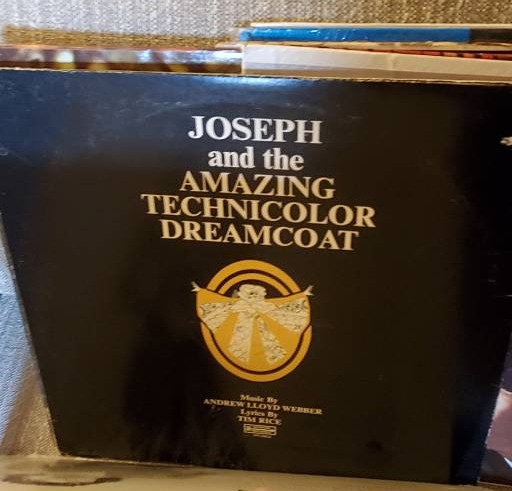 JOSEPH
and the
AMAZING
TECHNICOLOR
DREAMCOAT
Music By
ANDREW LLOYD WEBBER
Lyrics By
TIM RICE